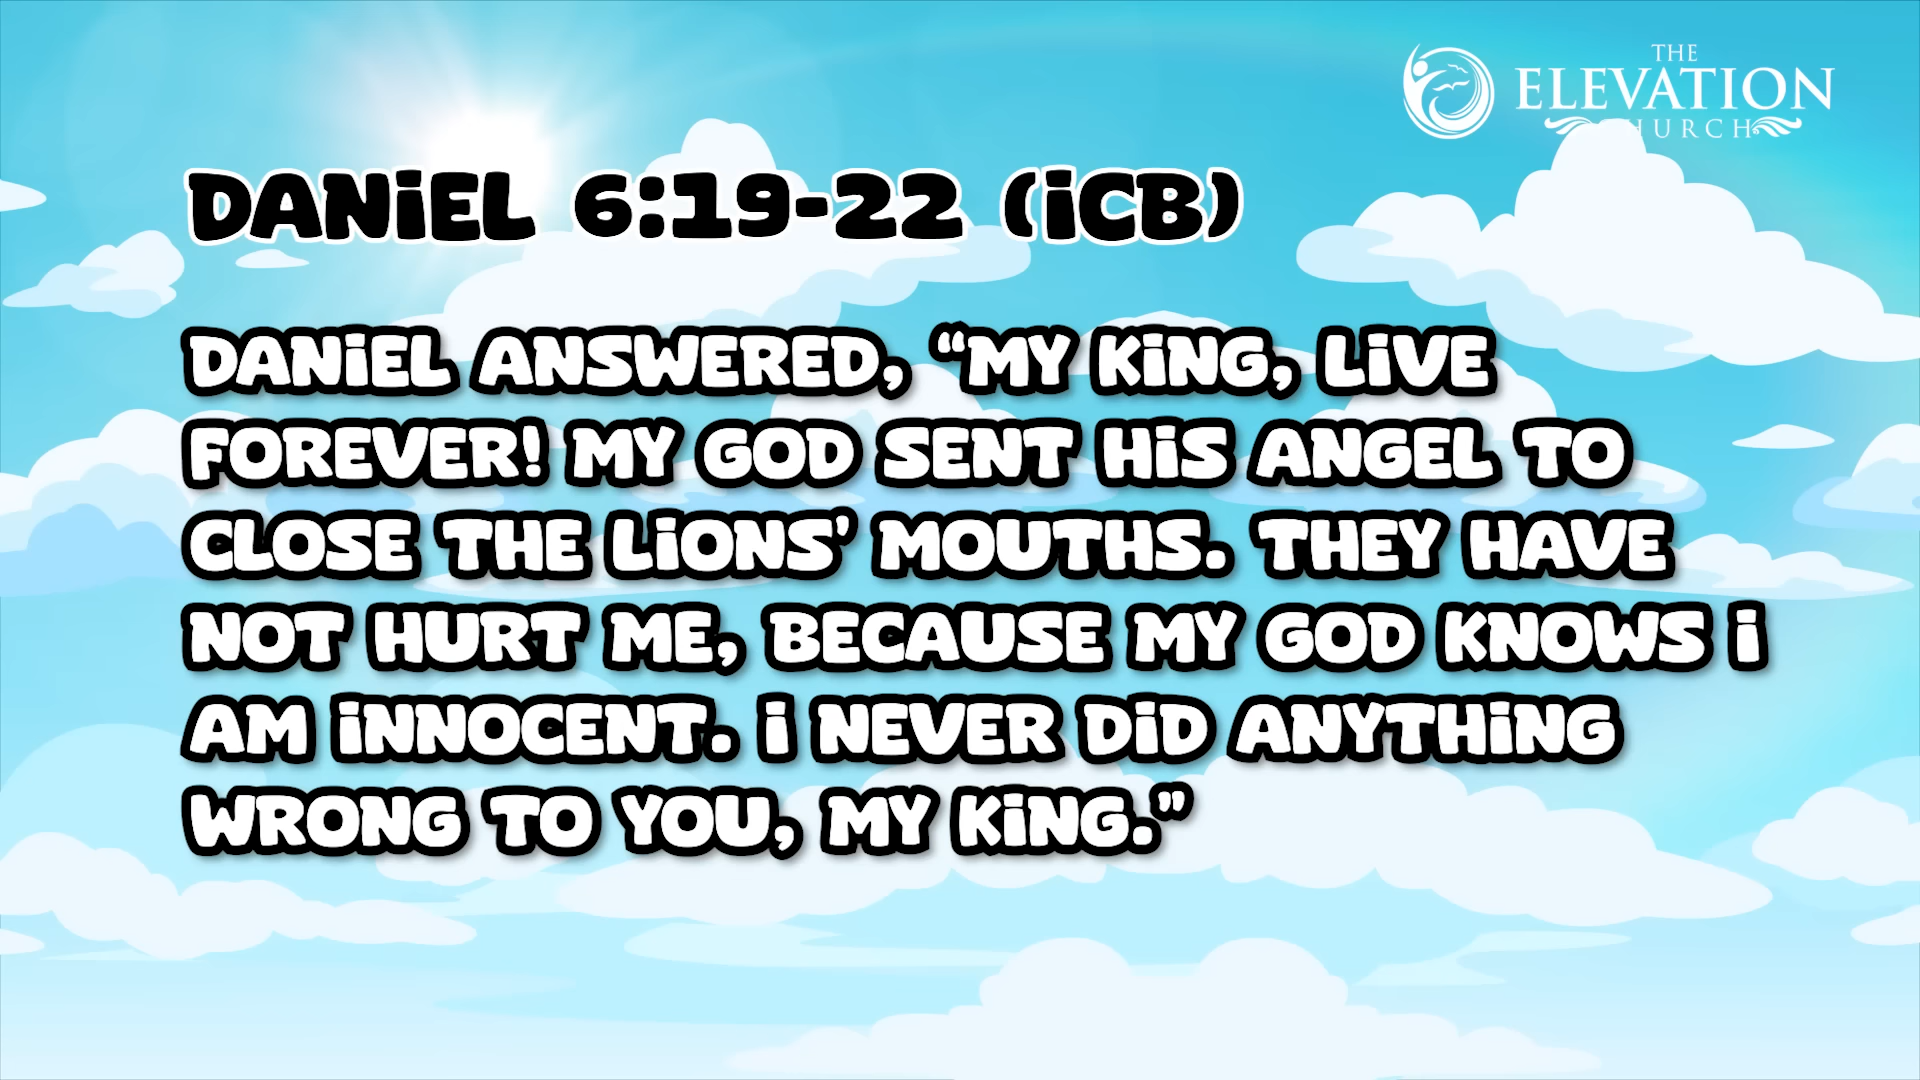 THE
ELEVATION
CHURCH
DANiEL 6:19-22 (iCB)
DANiEL ANSWERED, “MY KiNG, LiVE
FOREVER! MY GOD SENT HiS ANGEL TO
CLOSE THE LiONS’ MOUTHS. THEY HAVE
NOT HURT ME, BECAUSE MY GOD KNOWS i
AM iNNOCENT. i NEVER DiD ANYTHiNG
WRONG TO YOU, MY KiNG.”